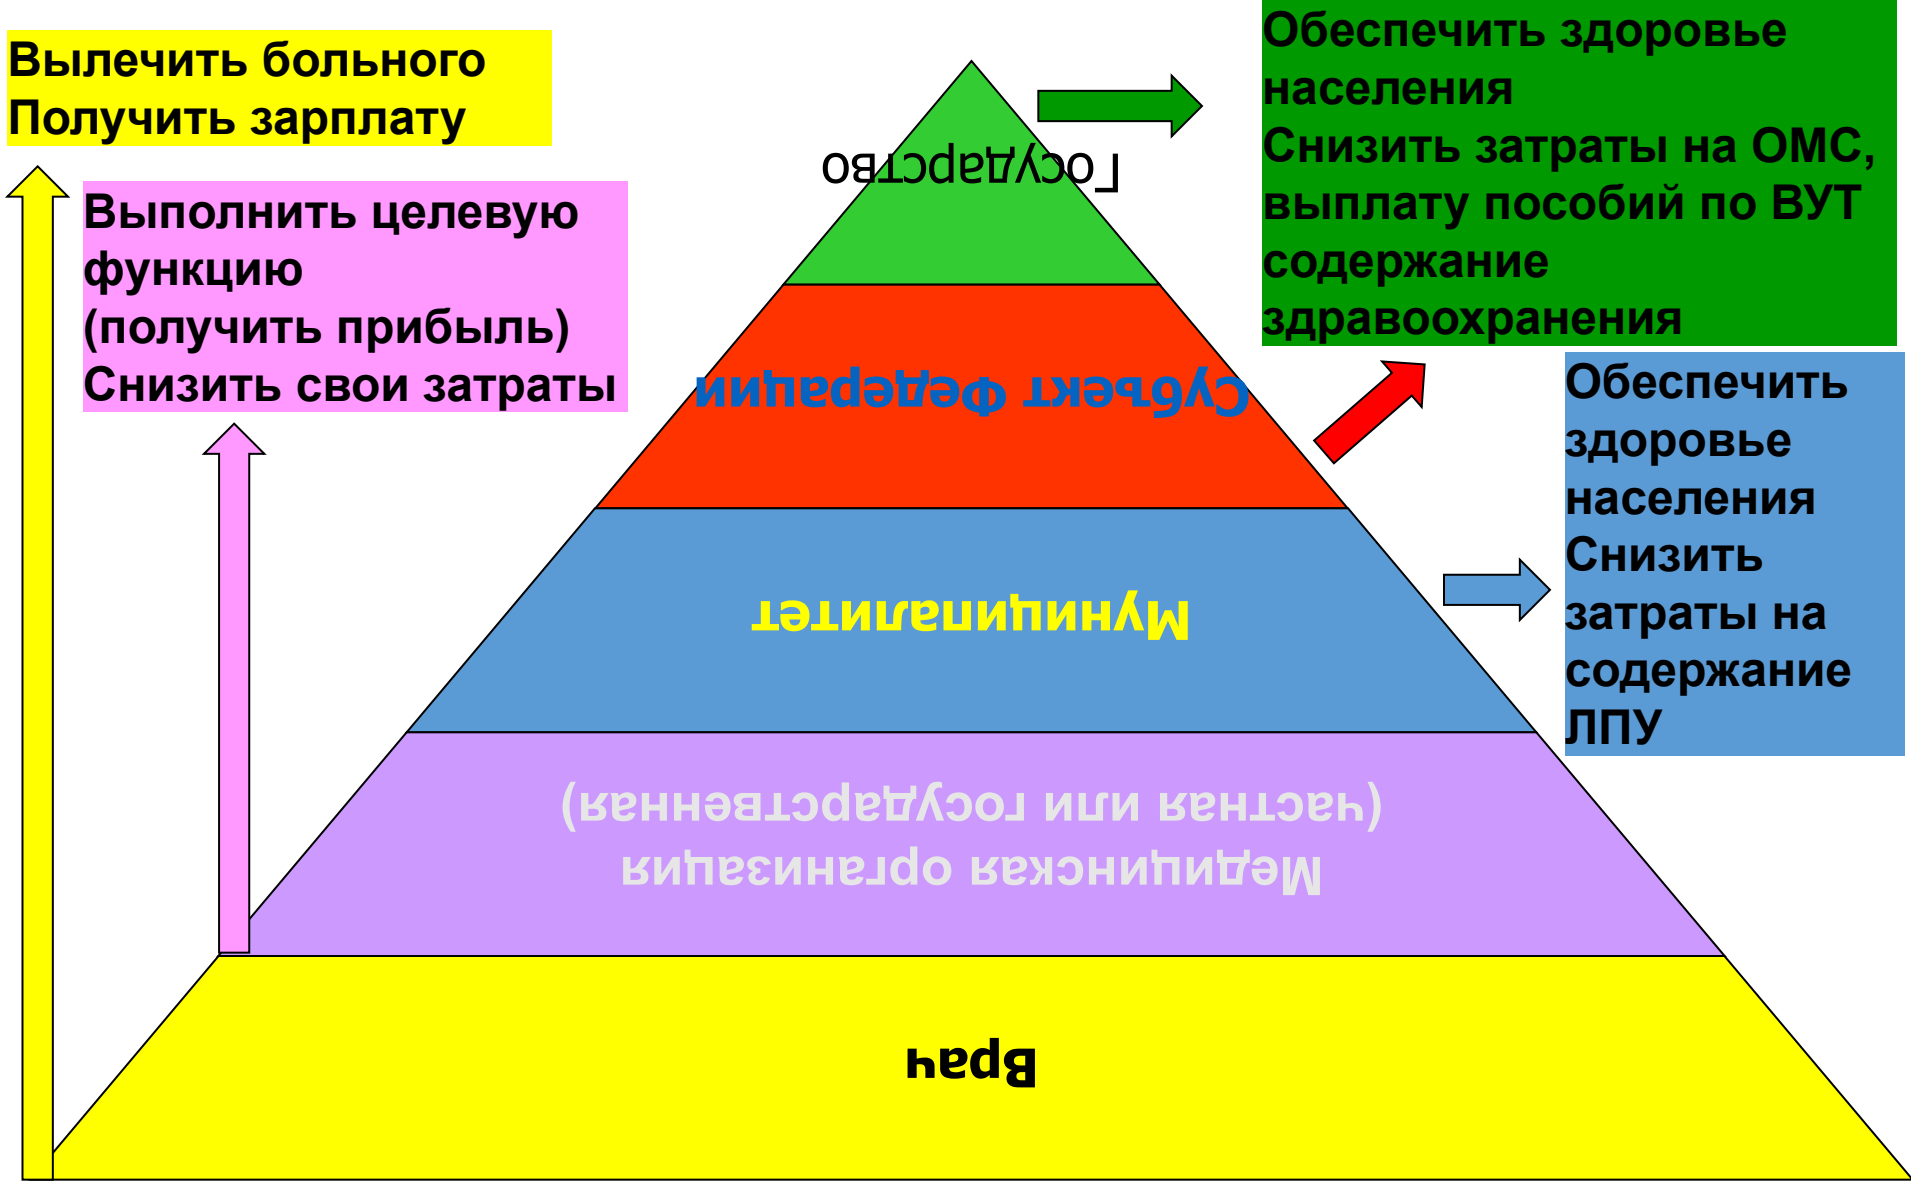 Вылечить больного
Получить зарплату
Выполнить целевую
функцию
(получить прибыль)
Снизить свои затраты
Обеспечить здоровье
населения
Снизить затраты на ОМС,
выплату пособий по ВУТ
содержание
здравоохранения
Обеспечить
здоровье
населения
Снизить
затраты на
содержание
ЛПУ
Государство
Субъект Федерации
Муниципалитет
Медицинская организация
(частная или государственная)
Врач